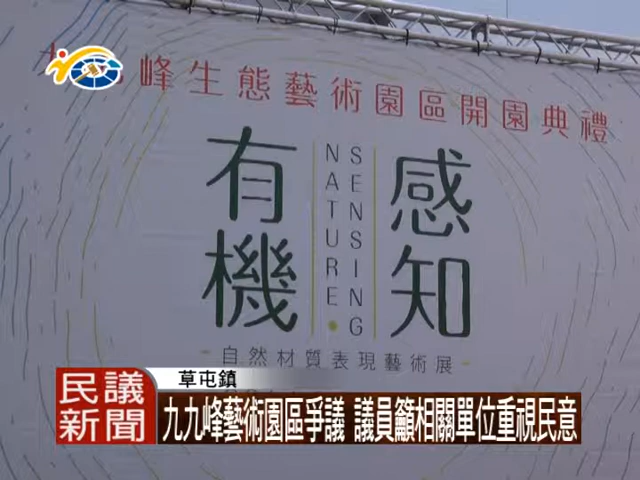 峰生態藝術園區開園典禮
感知
SENSING
NATURE
有機
自然材質表現藝術展
民議新聞
草屯鎮
九九峰藝術園區爭議 議員籲相關單位重視民意